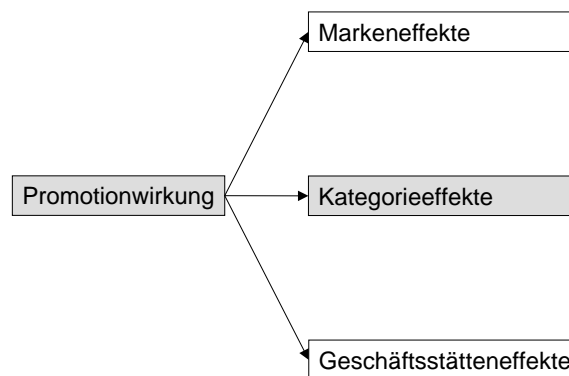 Markeneffekte
Promotionwirkung
Kategorieeffekte
Geschäftsstätteneffekte